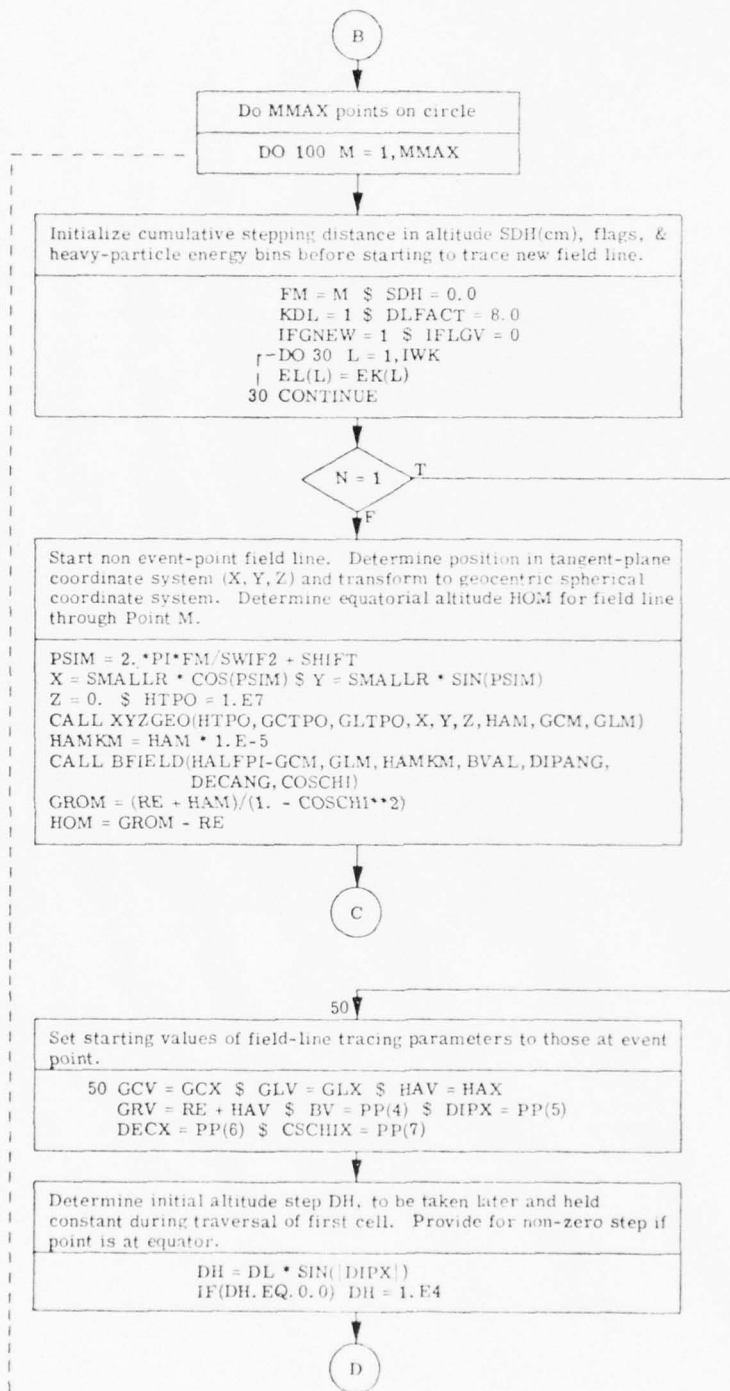 B
Do MMAX points on circle
DO 100 M = 1,MMAX
Initialize cumulative stepping distance in altitude SDH(cm), flags, &
heavy-particle energy bins before starting to trace new field line.
FM = M $ SDH = 0.0
KDL = 1 $ DLFACT = 8.0
IFGNEW = 1 $ IFLGV = 0
DO 30 L = 1,IWK
EL(L) = EK(L)
30 CONTINUE
N = 1
T
F
Start non event-point field line. Determine position in tangent-plane
coordinate system (X, Y, Z) and transform to geocentric spherical
coordinate system. Determine equatorial altitude HOM for field line
through Point M.
PSIM = 2. *PI*FM/SWIF2 + SHIFT
X = SMALLR * COS(PSIM) $ Y = SMALLR * SIN(PSIM)
Z = 0. $ HTPO = 1.E7
CALL XYZGEO(HTPO, GCTPO, GLTPO, X, Y, Z, HAM, GCM, GLM)
HAMKM = HAM * 1.E-5
CALL BFIELD(HALFPI-GCM, GLM, HAMKM, BVAL, DIPANG,
DECANG, COSCHI)
GROM = (RE + HAM)/(1. - COSCHI**2)
HOM = GROM - RE
C
50
Set starting values of field-line tracing parameters to those at event
point.
50 GCV = GCX $ GLV = GLX $ HAV = HAX
GRV = RE + HAV $ BV = PP(4) $ DIPX = PP(5)
DECX = PP(6) $ CSCHIX = PP(7)
Determine initial altitude step DH, to be taken later and held
constant during traversal of first cell. Provide for non-zero step if
point is at equator.
DH = DL * SIN(|DIPX|)
IF(DH.EQ.0.0) DH = 1.E4
D